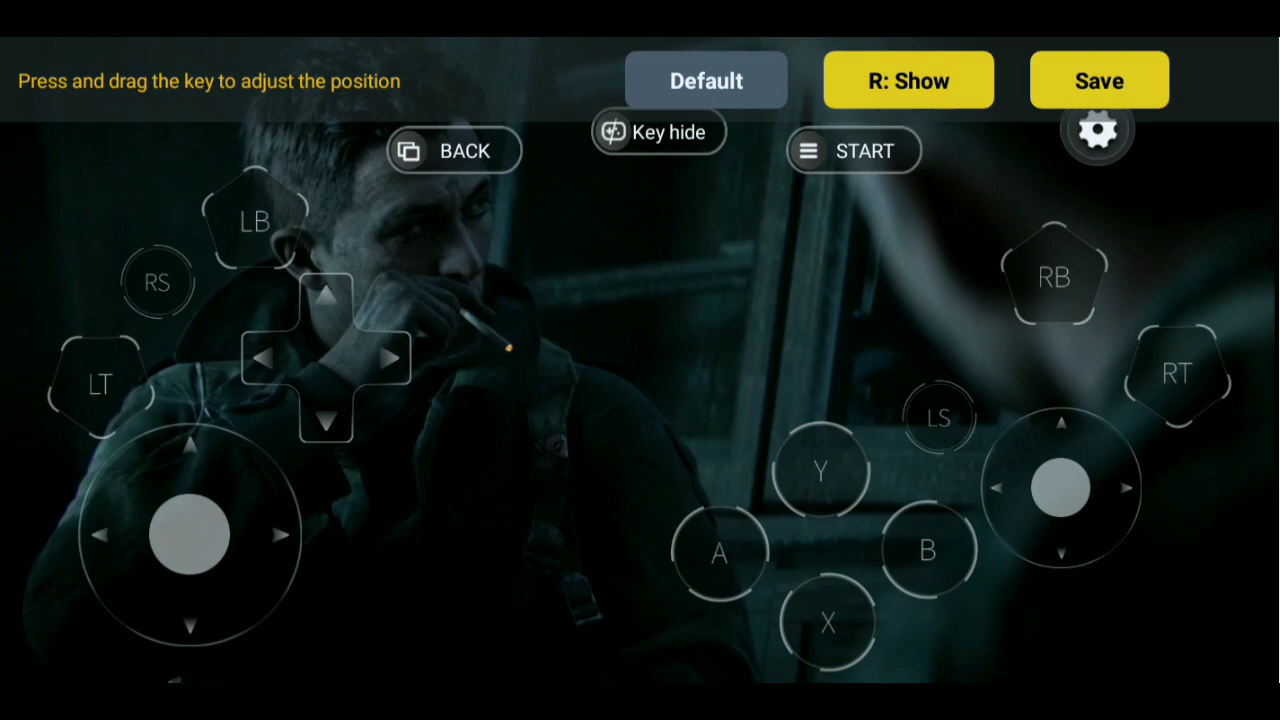 Press and drag the key to adjust the position
Default
R: Show
Save
BACK
Key hide
START
LB
RS
LT
RB
RT
LS
Y
A
B
X